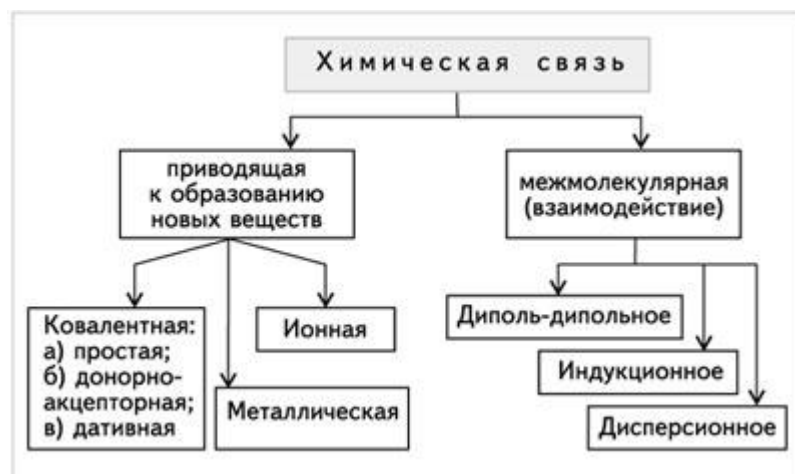 Химическая связь
приводящая
к образованию
новых веществ
межмолекулярная
(взаимодействие)
Ковалентная:
а) простая;
б) донорно-
акцепторная;
в) дативная
Ионная
Металлическая
Диполь-дипольное
Индукционное
Дисперсионное